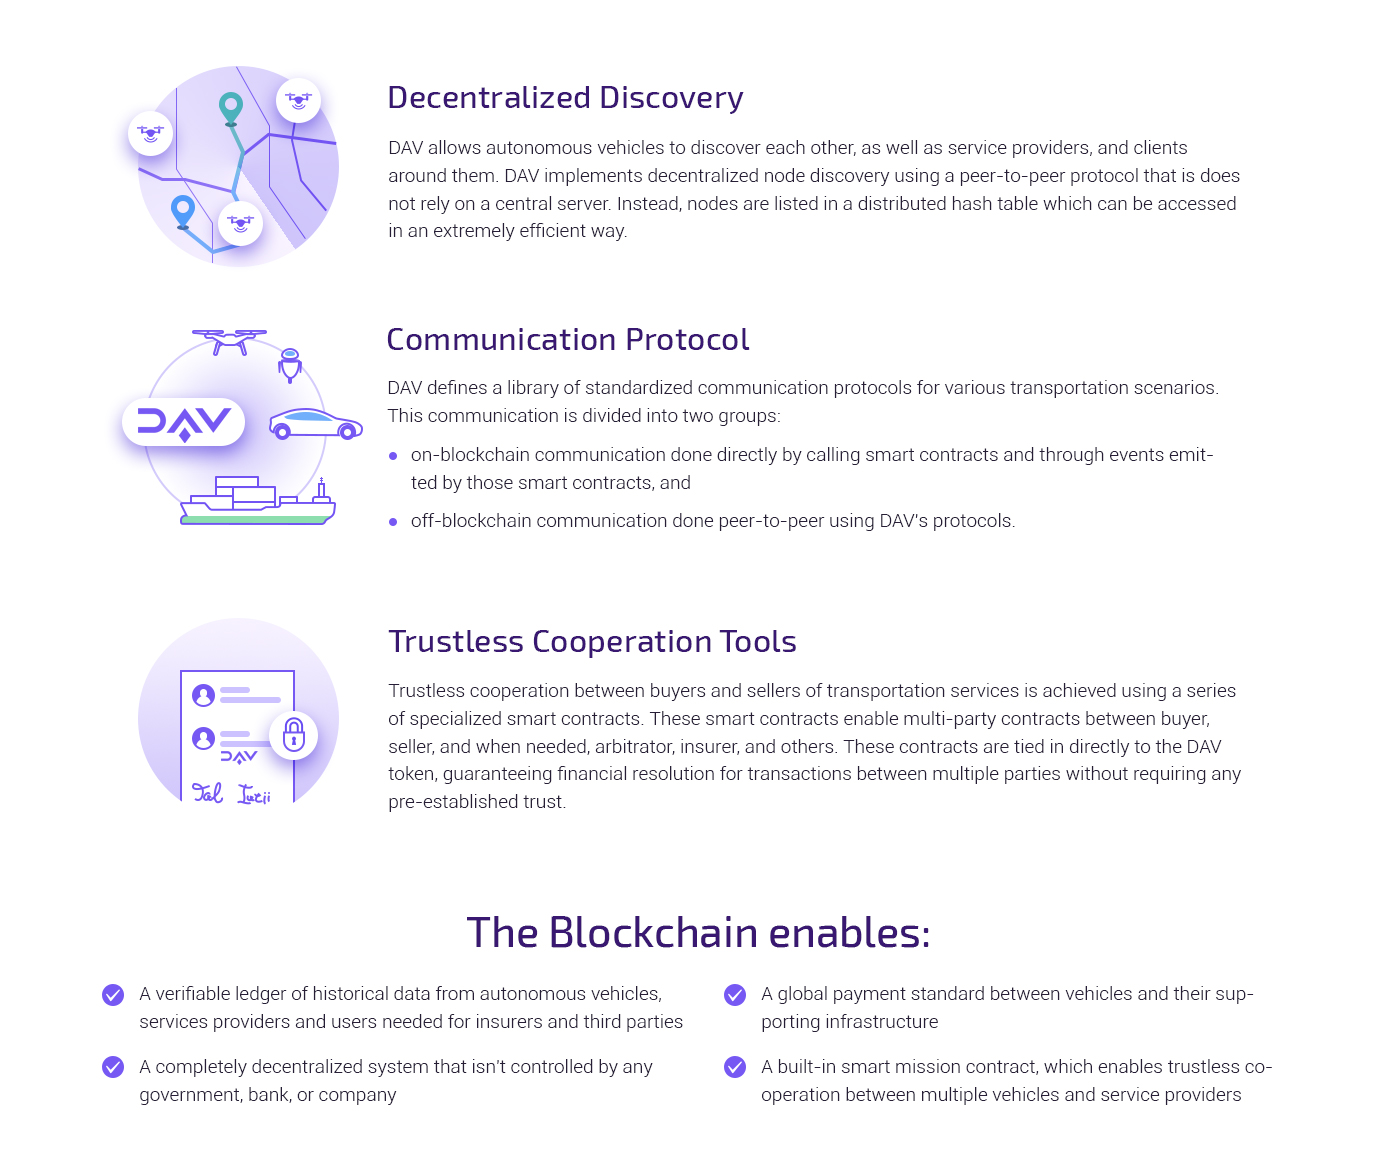 Decentralized Discovery
DAV allows autonomous vehicles to discover each other, as well as service providers, and clients
around them. DAV implements decentralized node discovery using a peer-to-peer protocol that is does
not rely on a central server. Instead, nodes are listed in a distributed hash table which can be accessed
in an extremely efficient way.
Communication Protocol
DAV
DAV defines a library of standardized communication protocols for various transportation scenarios.
This communication is divided into two groups:
on-blockchain communication done directly by calling smart contracts and through events emit-
ted by those smart contracts, and
off-blockchain communication done peer-to-peer using DAV's protocols.
Trustless Cooperation Tools
Trustless cooperation between buyers and sellers of transportation services is achieved using a series
of specialized smart contracts. These smart contracts enable multi-party contracts between buyer,
seller, and when needed, arbitrator, insurer, and others. These contracts are tied in directly to the DAV
token, guaranteeing financial resolution for transactions between multiple parties without requiring any
pre-established trust.
DAV
Tal
The Blockchain enables:
A verifiable ledger of historical data from autonomous vehicles,
services providers and users needed for insurers and third parties
A completely decentralized system that isn't controlled by any
government, bank, or company
A global payment standard between vehicles and their sup-
porting infrastructure
A built-in smart mission contract, which enables trustless co-
operation between multiple vehicles and service providers